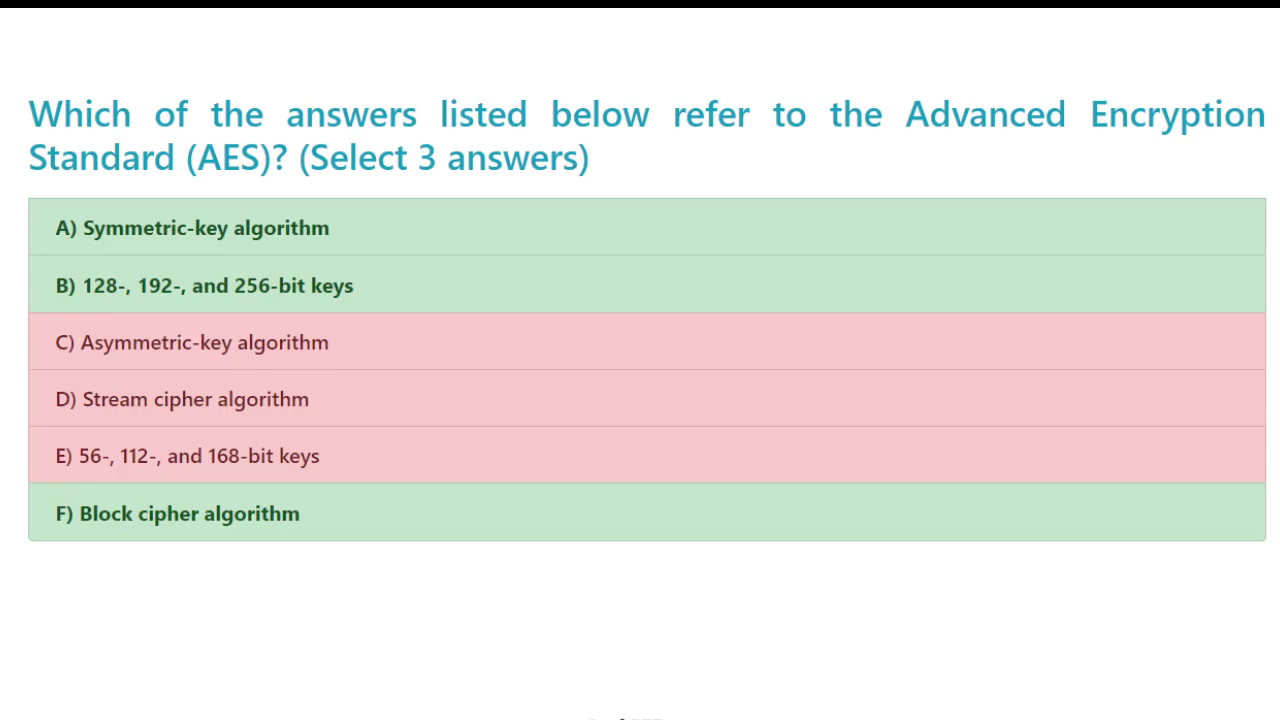 Which of the answers listed below refer to the Advanced Encryption
Standard (AES)? (Select 3 answers)
A) Symmetric-key algorithm
B) 128-, 192-, and 256-bit keys
C) Asymmetric-key algorithm
D) Stream cipher algorithm
E) 56-, 112-, and 168-bit keys
F) Block cipher algorithm